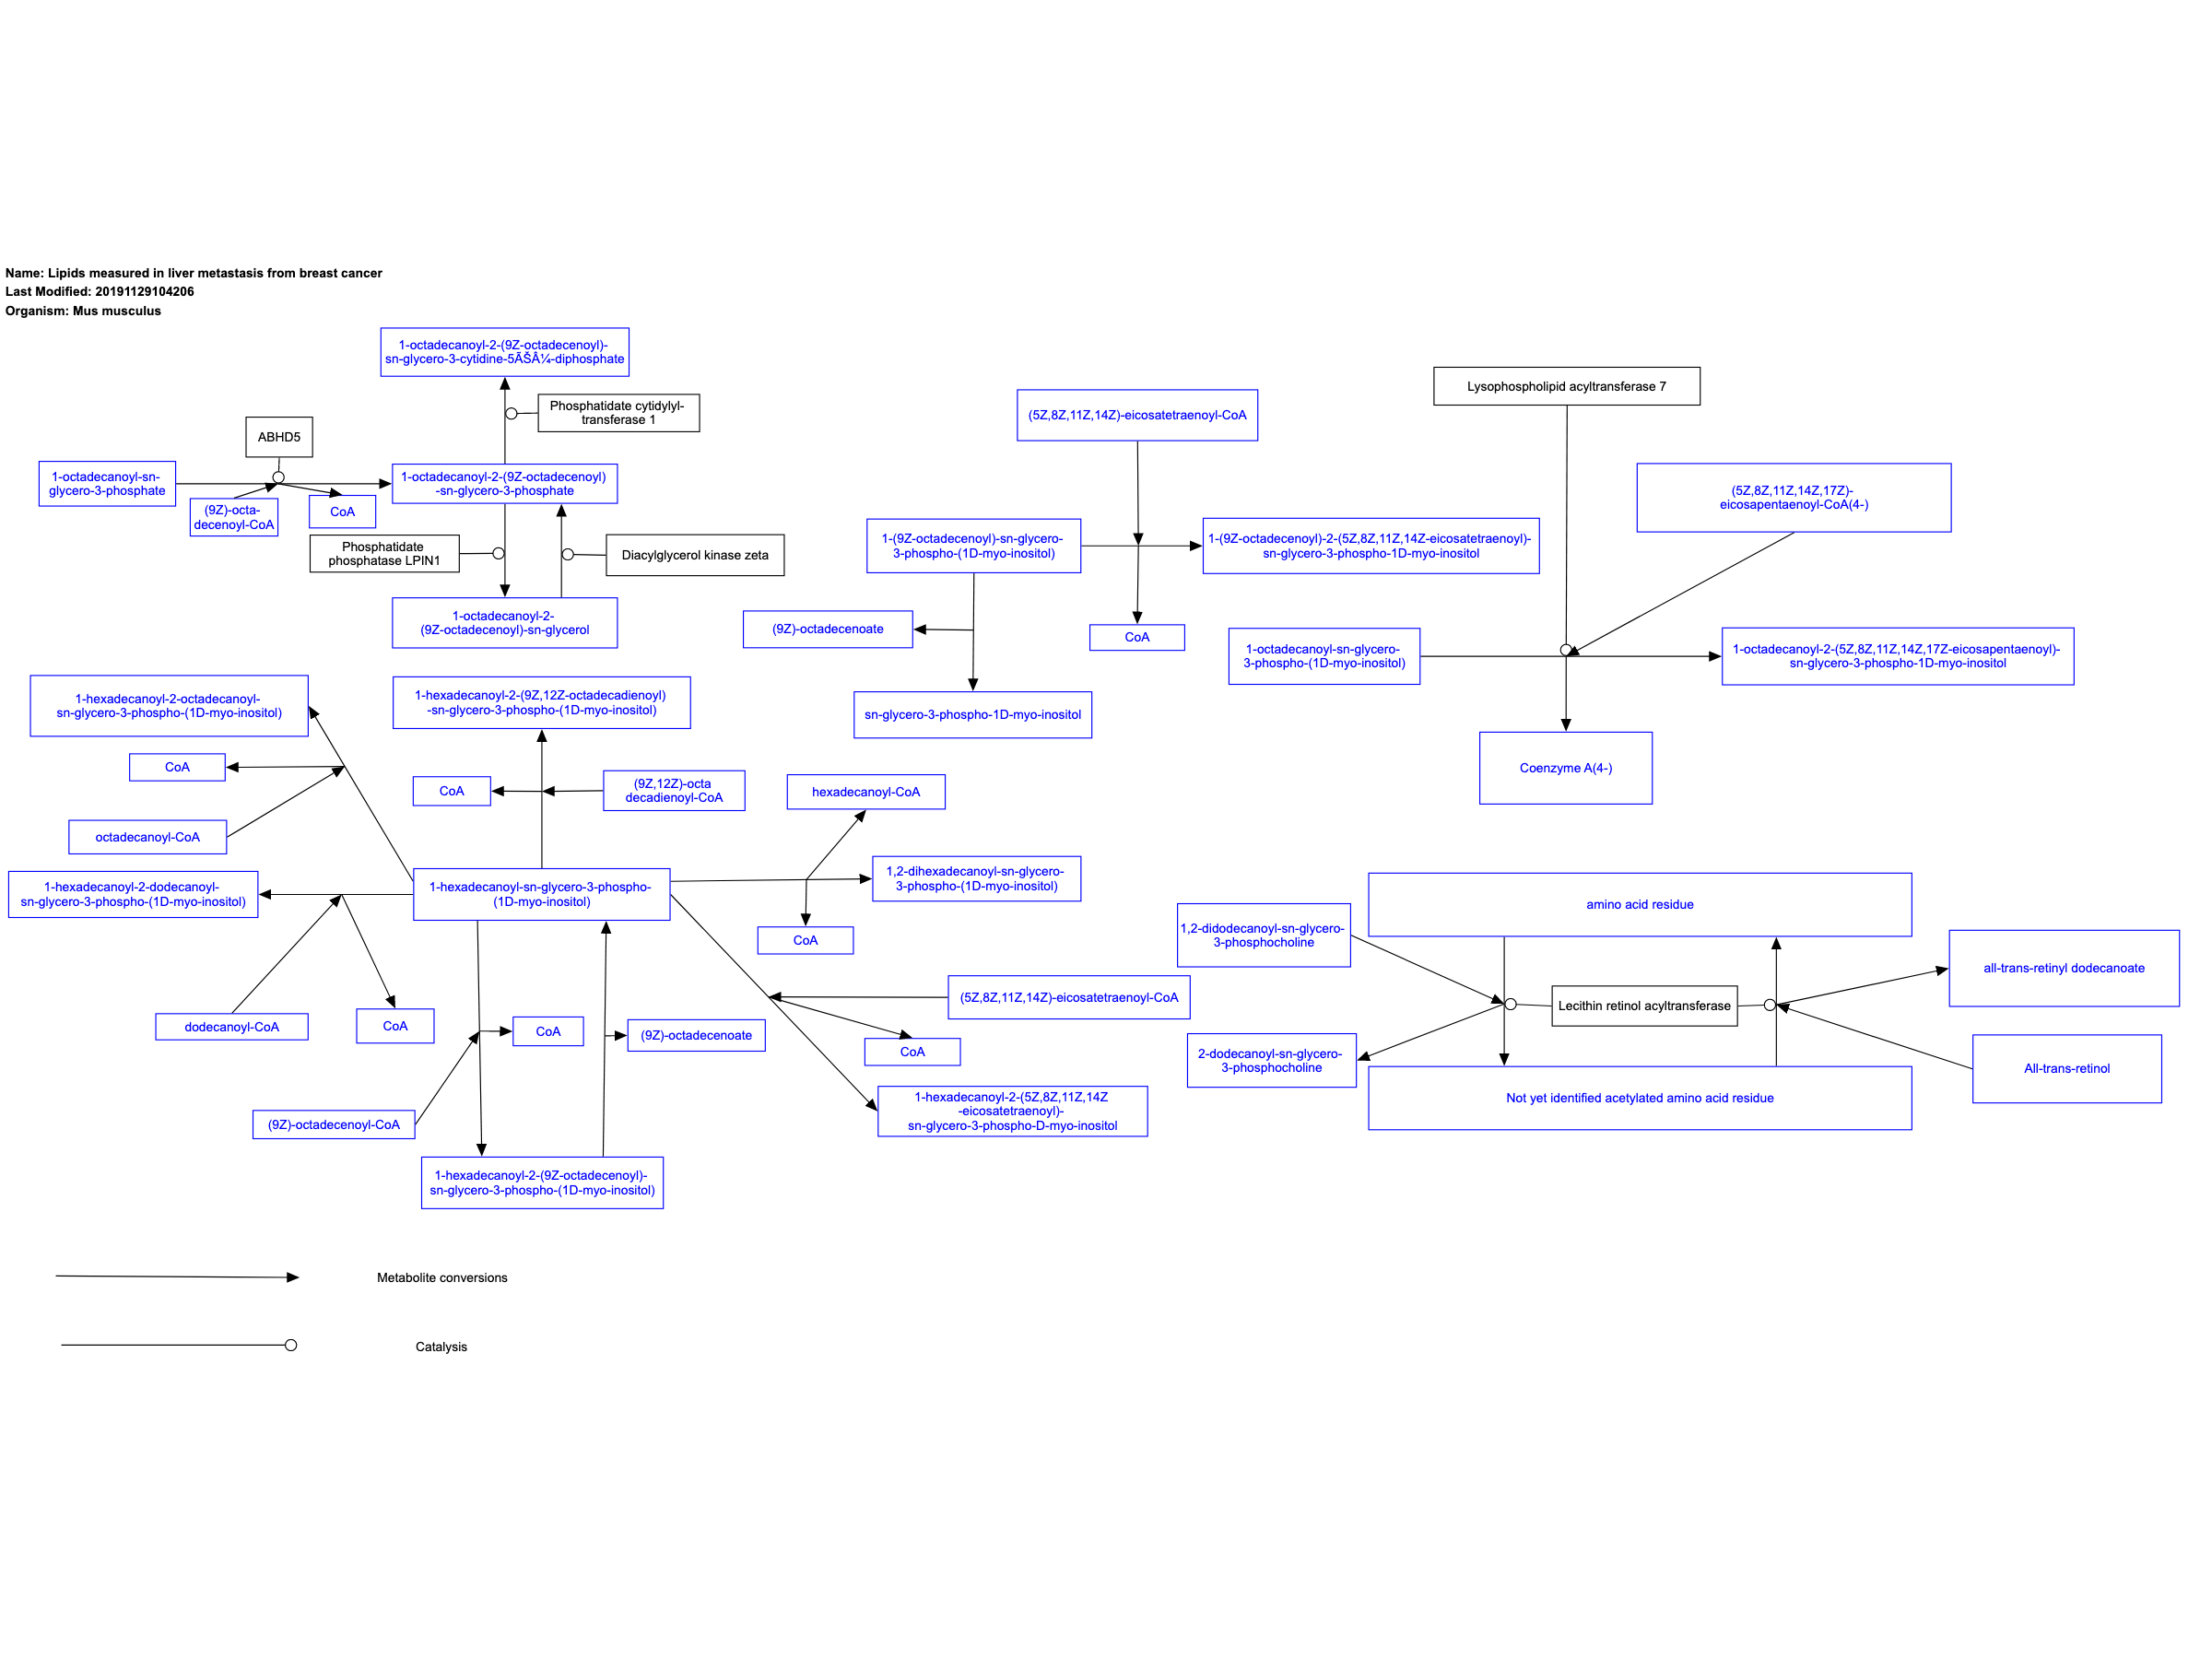 Name: Lipids measured in liver metastasis from breast cancer
Last Modified: 20191129104206
Organism: Mus musculus
1-octadecanoyl-2-(9Z-octadecenoyl)-
sn-glycero-3-cytidine-5ÃŠÂ¼-diphosphate
Phosphatidate cytidylyl-
transferase 1
ABHD5
1-octadecanoyl-sn-
glycero-3-phosphate
(9Z)-octa-
decenoyl-CoA
CoA
1-octadecanoyl-2-(9Z-octadecenoyl)
-sn-glycero-3-phosphate
Phosphatidate
phosphatase LPIN1
Diacylglycerol kinase zeta
1-octadecanoyl-2-
(9Z-octadecenoyl)-sn-glycerol
(5Z,8Z,11Z,14Z)-eicosatetraenoyl-CoA
1-(9Z-octadecenoyl)-sn-glycero-
3-phospho-(1D-myo-inositol)
1-(9Z-octadecenoyl)-2-(5Z,8Z,11Z,14Z-eicosatetraenoyl)-
sn-glycero-3-phospho-1D-myo-inositol
(9Z)-octadecenoate
CoA
sn-glycero-3-phospho-1D-myo-inositol
Lysophospholipid acyltransferase 7
(5Z,8Z,11Z,14Z,17Z)-
eicosapentaenoyl-CoA(4-)
1-octadecanoyl-sn-glycero-
3-phospho-(1D-myo-inositol)
1-octadecanoyl-2-(5Z,8Z,11Z,14Z,17Z-eicosapentaenoyl)-
sn-glycero-3-phospho-1D-myo-inositol
Coenzyme A(4-)
1-hexadecanoyl-2-octadecanoyl-
sn-glycero-3-phospho-(1D-myo-inositol)
1-hexadecanoyl-2-(9Z,12Z-octadecadienoyl)
-sn-glycero-3-phospho-(1D-myo-inositol)
CoA
CoA
(9Z,12Z)-octa
decadienoyl-CoA
hexadecanoyl-CoA
octadecanoyl-CoA
1-hexadecanoyl-2-dodecanoyl-
sn-glycero-3-phospho-(1D-myo-inositol)
1-hexadecanoyl-sn-glycero-3-phospho-
(1D-myo-inositol)
1,2-dihexadecanoyl-sn-glycero-
3-phospho-(1D-myo-inositol)
CoA
dodecanoyl-CoA
CoA
CoA
(9Z)-octadecenoate
(5Z,8Z,11Z,14Z)-eicosatetraenoyl-CoA
CoA
(9Z)-octadecenoyl-CoA
1-hexadecanoyl-2-(5Z,8Z,11Z,14Z
-eicosatetraenoyl)-
sn-glycero-3-phospho-D-myo-inositol
1-hexadecanoyl-2-(9Z-octadecenoyl)-
sn-glycero-3-phospho-(1D-myo-inositol)
amino acid residue
1,2-didodecanoyl-sn-glycero-
3-phosphocholine
all-trans-retinyl dodecanoate
Lecithin retinol acyltransferase
2-dodecanoyl-sn-glycero-
3-phosphocholine
All-trans-retinol
Not yet identified acetylated amino acid residue
Metabolite conversions
Catalysis